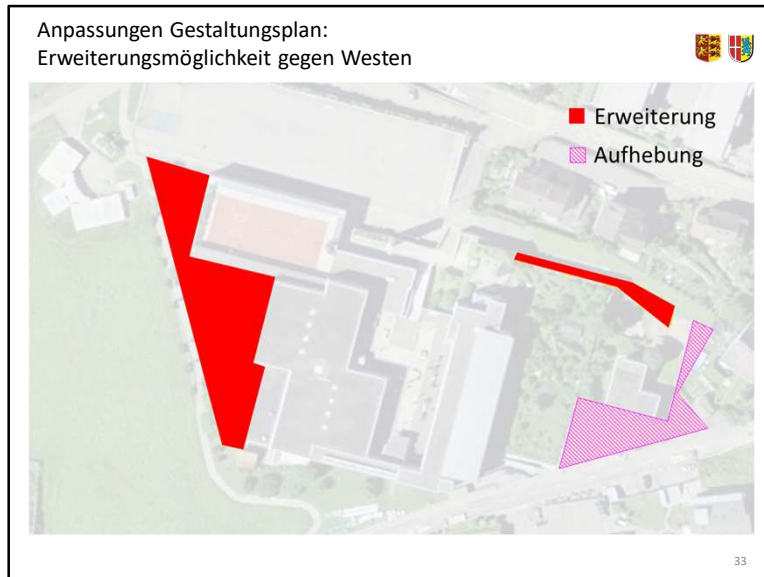 Anpassungen Gestaltungsplan:
Erweiterungsmöglichkeit gegen Westen
Erweiterung
Aufhebung
33